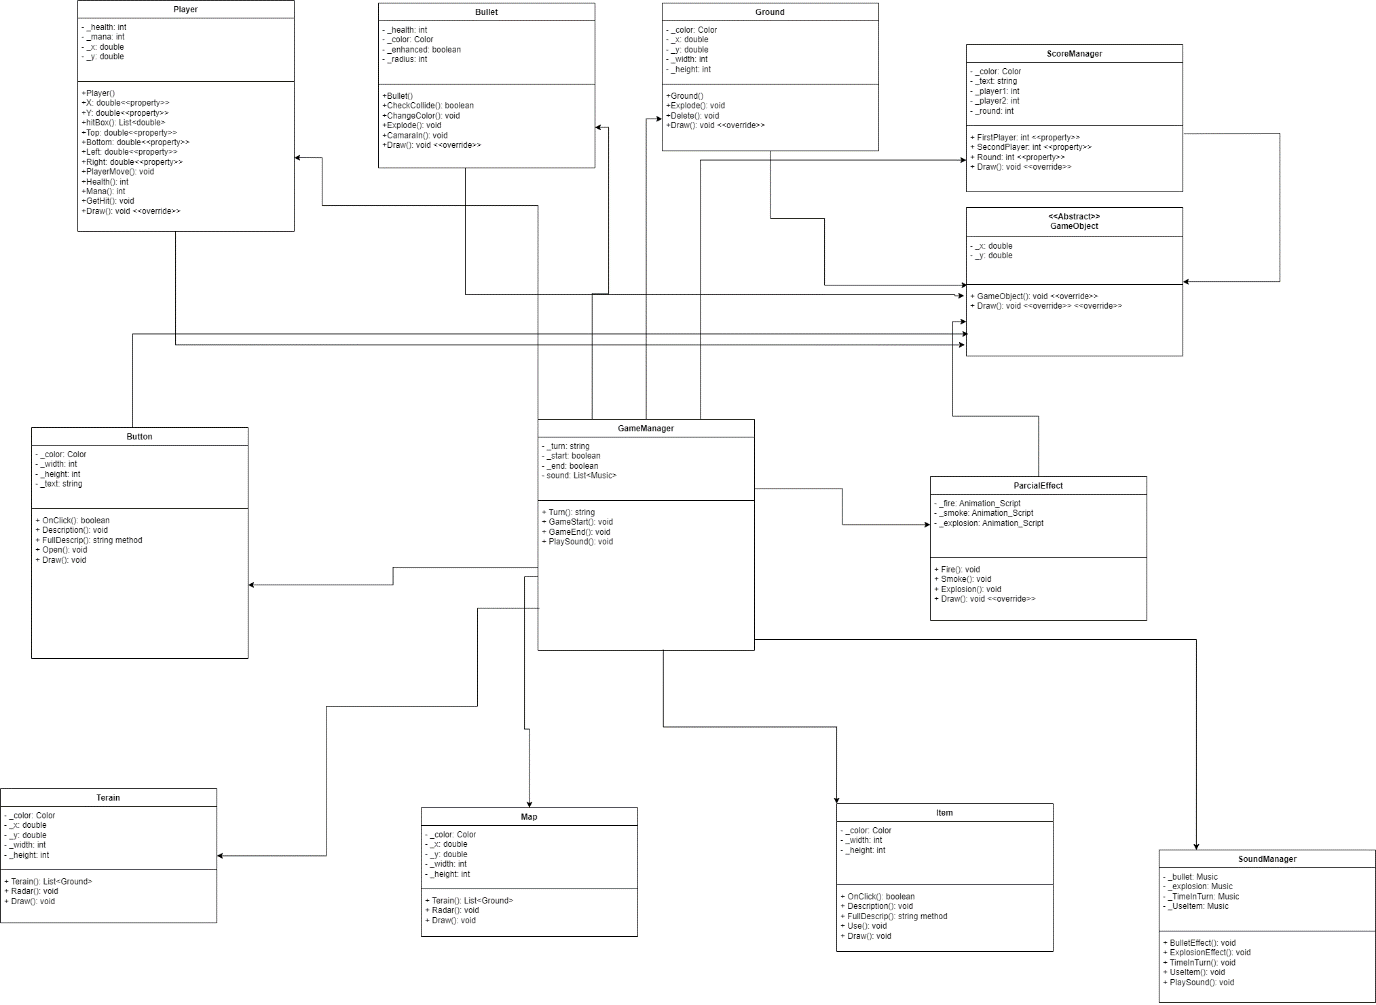 Player
- _health: int
- _mana: int
- _x: double
- _y: double
+Player()
+X: double<<property>>
+Y: double<<property>>
+hitBox(): List<double>
+Top: double<<property>>
+Bottom: double<<property>>
+Left: double<<property>>
+Right: double<<property>>
+PlayerMove(): void
+Health(): int
+Mana(): int
+GetHit(): void
+Draw(): void <<override>>
Bullet
- _health: int
- _color: Color
- _enhanced: boolean
- _radius: int
+Bullet()
+CheckCollide(): boolean
+ChangeColor(): void
+Explode(): void
+CamaraIn(): void
+Draw(): void <<override>>
Ground
- _color: Color
- _x: double
- _y: double
- _width: int
- _height: int
+Ground()
+Explode(): void
+Delete(): void
+Draw(): void <<override>>
ScoreManager
- _color: Color
- _text: string
- _player1: int
- _player2: int
- _round: int
+ FirstPlayer: int <<property>>
+ SecondPlayer: int <<property>>
+ Round: int <<property>>
+ Draw(): void <<override>>
<<Abstract>>
GameObject
- _x: double
- _y: double
+ GameObject(): void <<override>>
+ Draw(): void <<override>> <<override>>
Button
- _color: Color
- _width: int
- _height: int
- _text: string
+ OnClick(): boolean
+ Description(): void
+ FullDescrip(): string method
+ Open(): void
+ Draw(): void
GameManager
- _turn: string
- _start: boolean
- _end: boolean
- sound: List<Music>
+ Turn(): string
+ GameStart(): void
+ GameEnd(): void
+ PlaySound(): void
ParcialEffect
- _fire: Animation_Script
- _smoke: Animation_Script
- _explosion: Animation_Script
+ Fire(): void
+ Smoke(): void
+ Explosion(): void
+ Draw(): void <<override>>
Terain
- _color: Color
- _x: double
- _y: double
- _width: int
- _height: int
+ Terain(): List<Ground>
+ Radar(): void
+ Draw(): void
Map
- _color: Color
- _x: double
- _y: double
- _width: int
- _height: int
+ Terain(): List<Ground>
+ Radar(): void
+ Draw(): void
Item
- _color: Color
- _width: int
- _height: int
+ OnClick(): boolean
+ Description(): void
+ FullDescrip(): string method
+ Use(): void
+ Draw(): void
SoundManager
- _bullet: Music
- _explosion: Music
- _TimeInTurn: Music
- _UseItem: Music
+ BulletEffect(): void
+ ExplosionEffect(): void
+ TimeInTurn(): void
+ UseItem(): void
+ PlaySound(): void